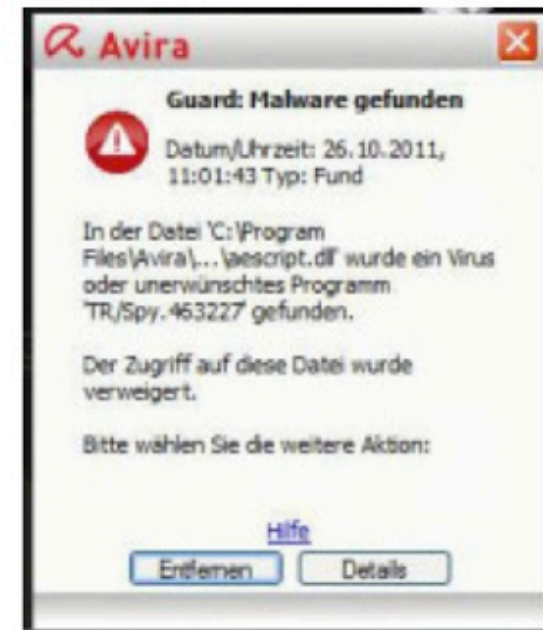 Avira
Guard: Malware gefunden
Datum/Uhrzeit: 26.10.2011,
11:01:43 Typ: Fund
In der Datei 'C:\Program
Files\Avira\...\aescript.dll' wurde ein Virus
oder unerwünschtes Programm
'TR/Spy.463227' gefunden.
Der Zugriff auf diese Datei wurde
verweigert.
Bitte wählen Sie die weitere Aktion:
Hilfe
Entfernen Details